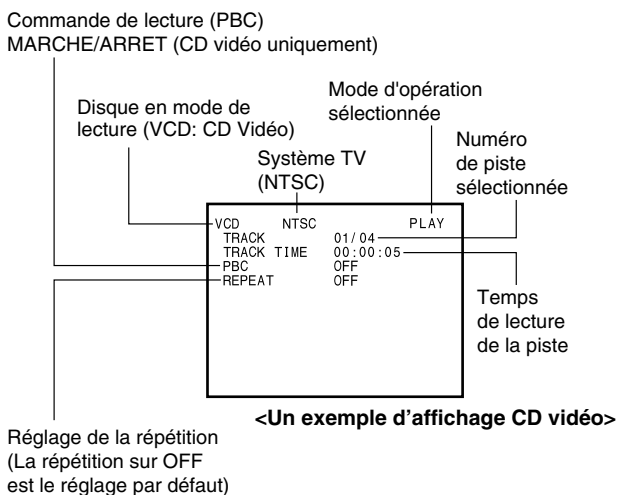 Commande de lecture (PBC)
MARCHE/ARRET (CD vidéo uniquement)
Disque en mode de
lecture (VCD: CD Vidéo)
Système TV
(NTSC)
Mode d'opération
sélectionnée
Numéro
de piste
sélectionnée
VCD NTSC PLAY
TRACK 01/04
TRACK TIME 00:00:05
PBC OFF
REPEAT OFF
Temps
de lecture
de la piste
<Un exemple d’affichage CD vidéo>
Réglage de la répétition
(La répétition sur OFF
est le réglage par défaut)